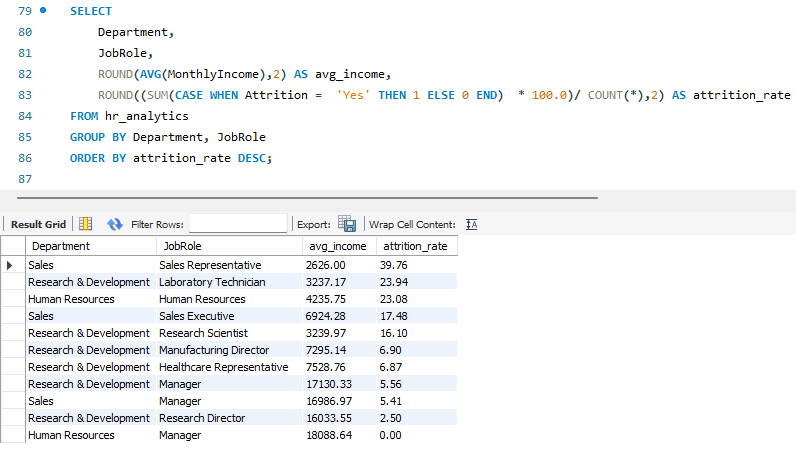 79 SELECT
80 Department,
81 JobRole,
82 ROUND(AVG(MonthlyIncome),2) AS avg_income,
83 ROUND((SUM(CASE WHEN Attrition =  'Yes' THEN 1 ELSE 0 END)  * 100.0)/ COUNT(*),2) AS attrition_rate
84 FROM hr_analytics
85 GROUP BY Department, JobRole
86 ORDER BY attrition_rate DESC;
87
Result Grid Filter Rows: Export: Wrap Cell Content: IA
Department JobRole avg_income attrition_rate
Sales Sales Representative 2626.00 39.76
Research & Development Laboratory Technician 3237.17 23.94
Human Resources Human Resources 4235.75 23.08
Sales Sales Executive 6924.28 17.48
Research & Development Research Scientist 3239.97 16.10
Research & Development Manufacturing Director 7295.14 6.90
Research & Development Healthcare Representative 7528.76 6.87
Research & Development Manager 17130.33 5.56
Sales Manager 16986.97 5.41
Research & Development Research Director 16033.55 2.50
Human Resources Manager 18088.64 0.00